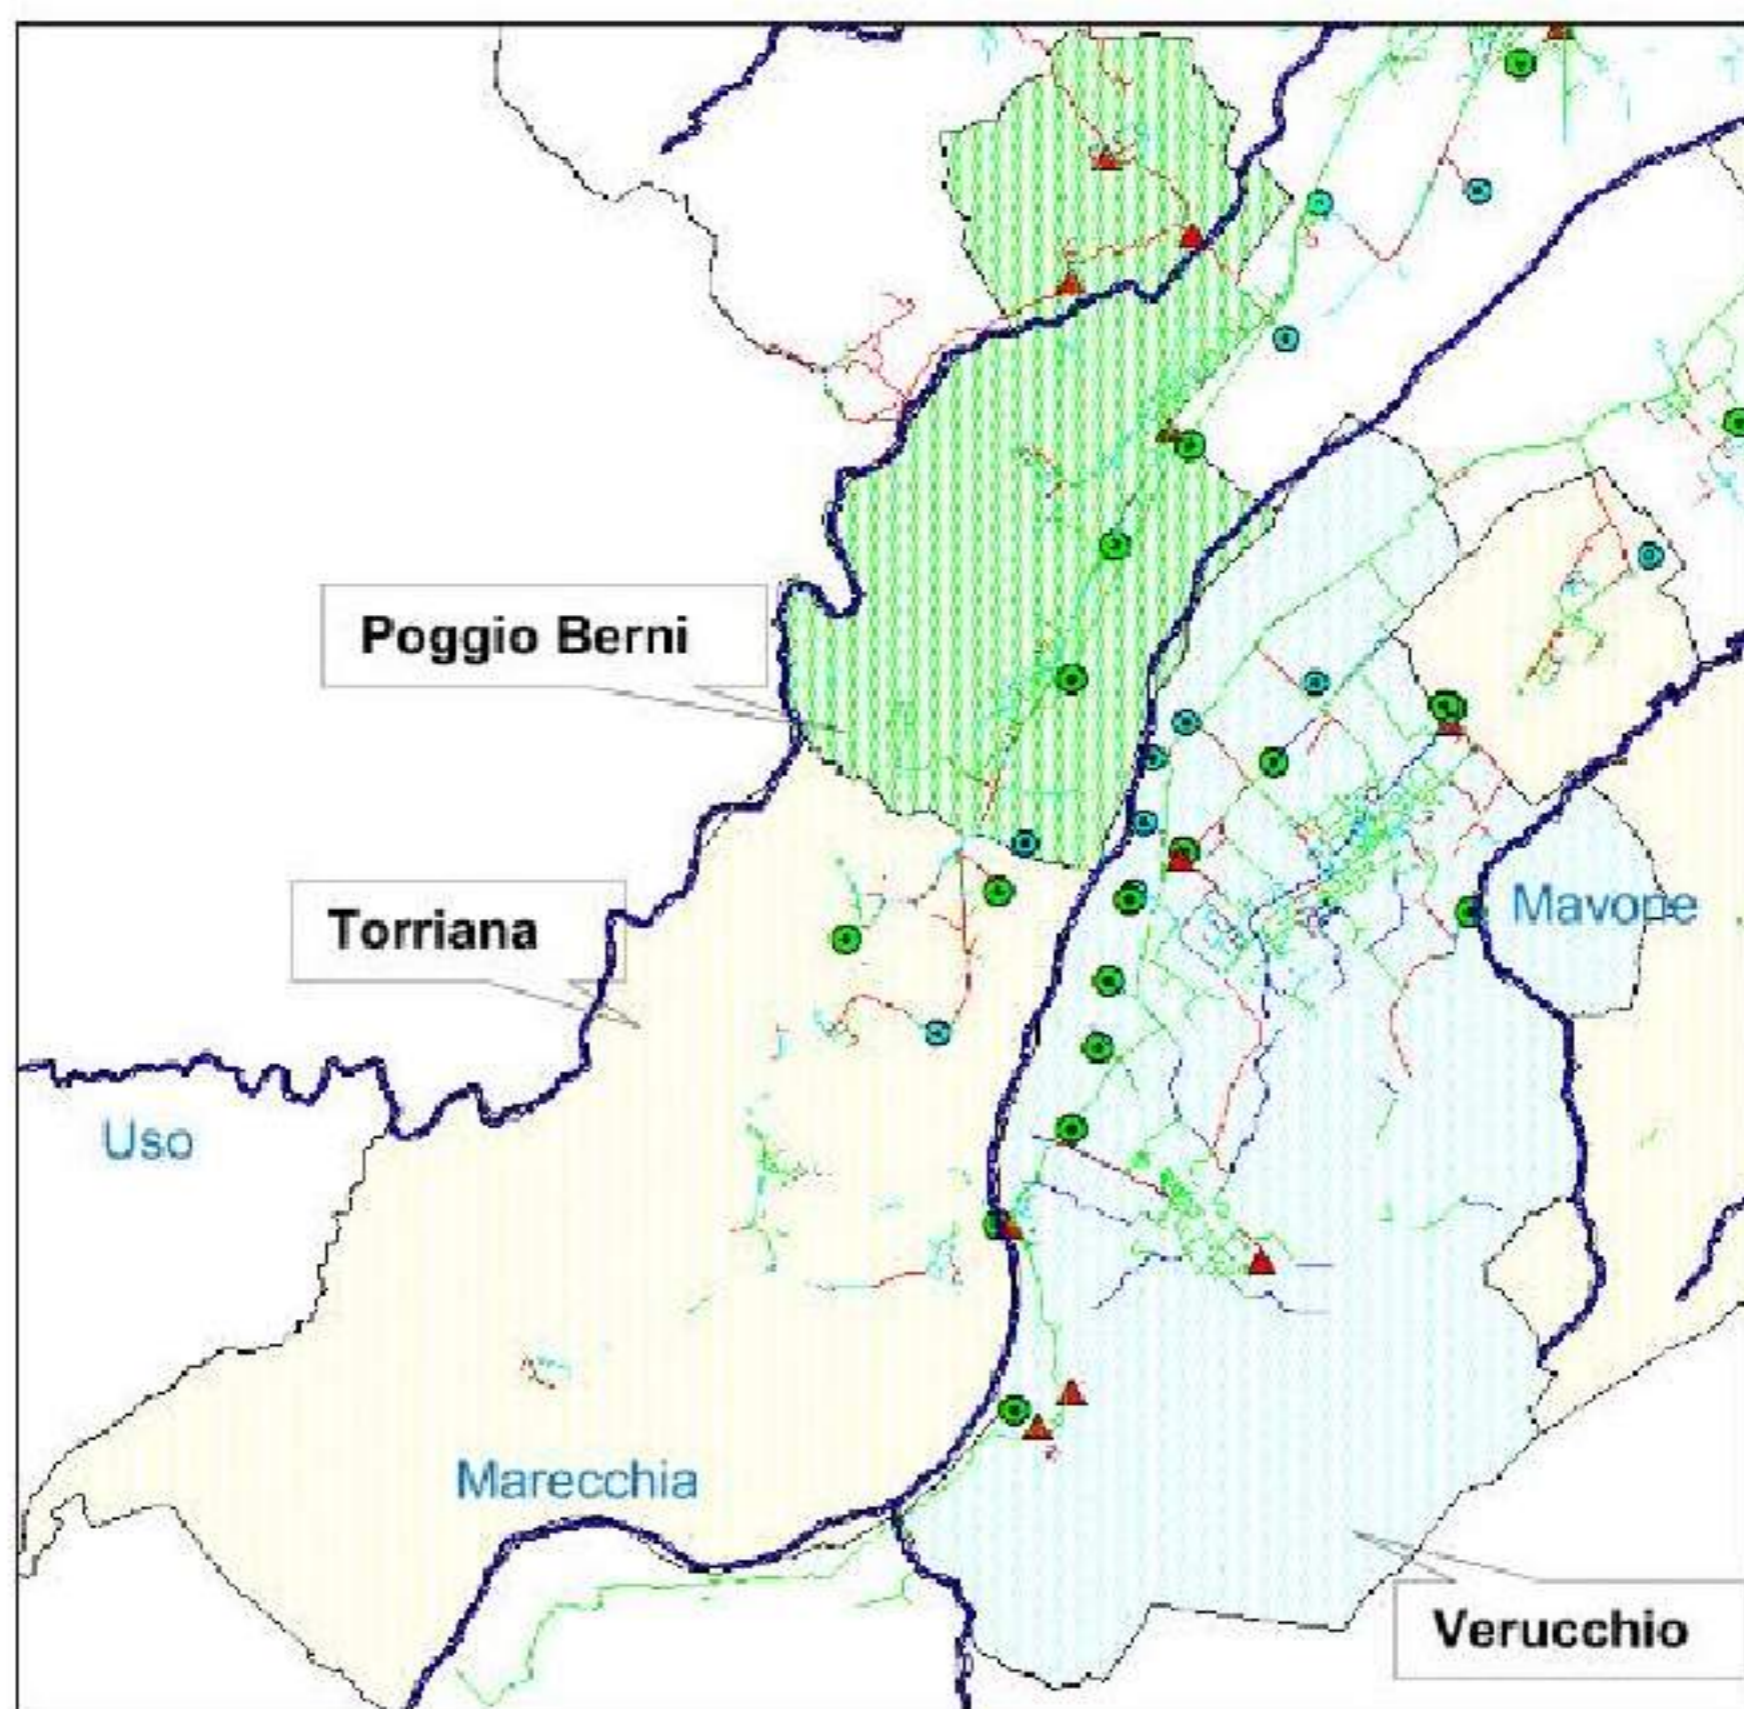 Poggio Berni
Torriana
Mavone
Uso
Marecchia
Verucchio